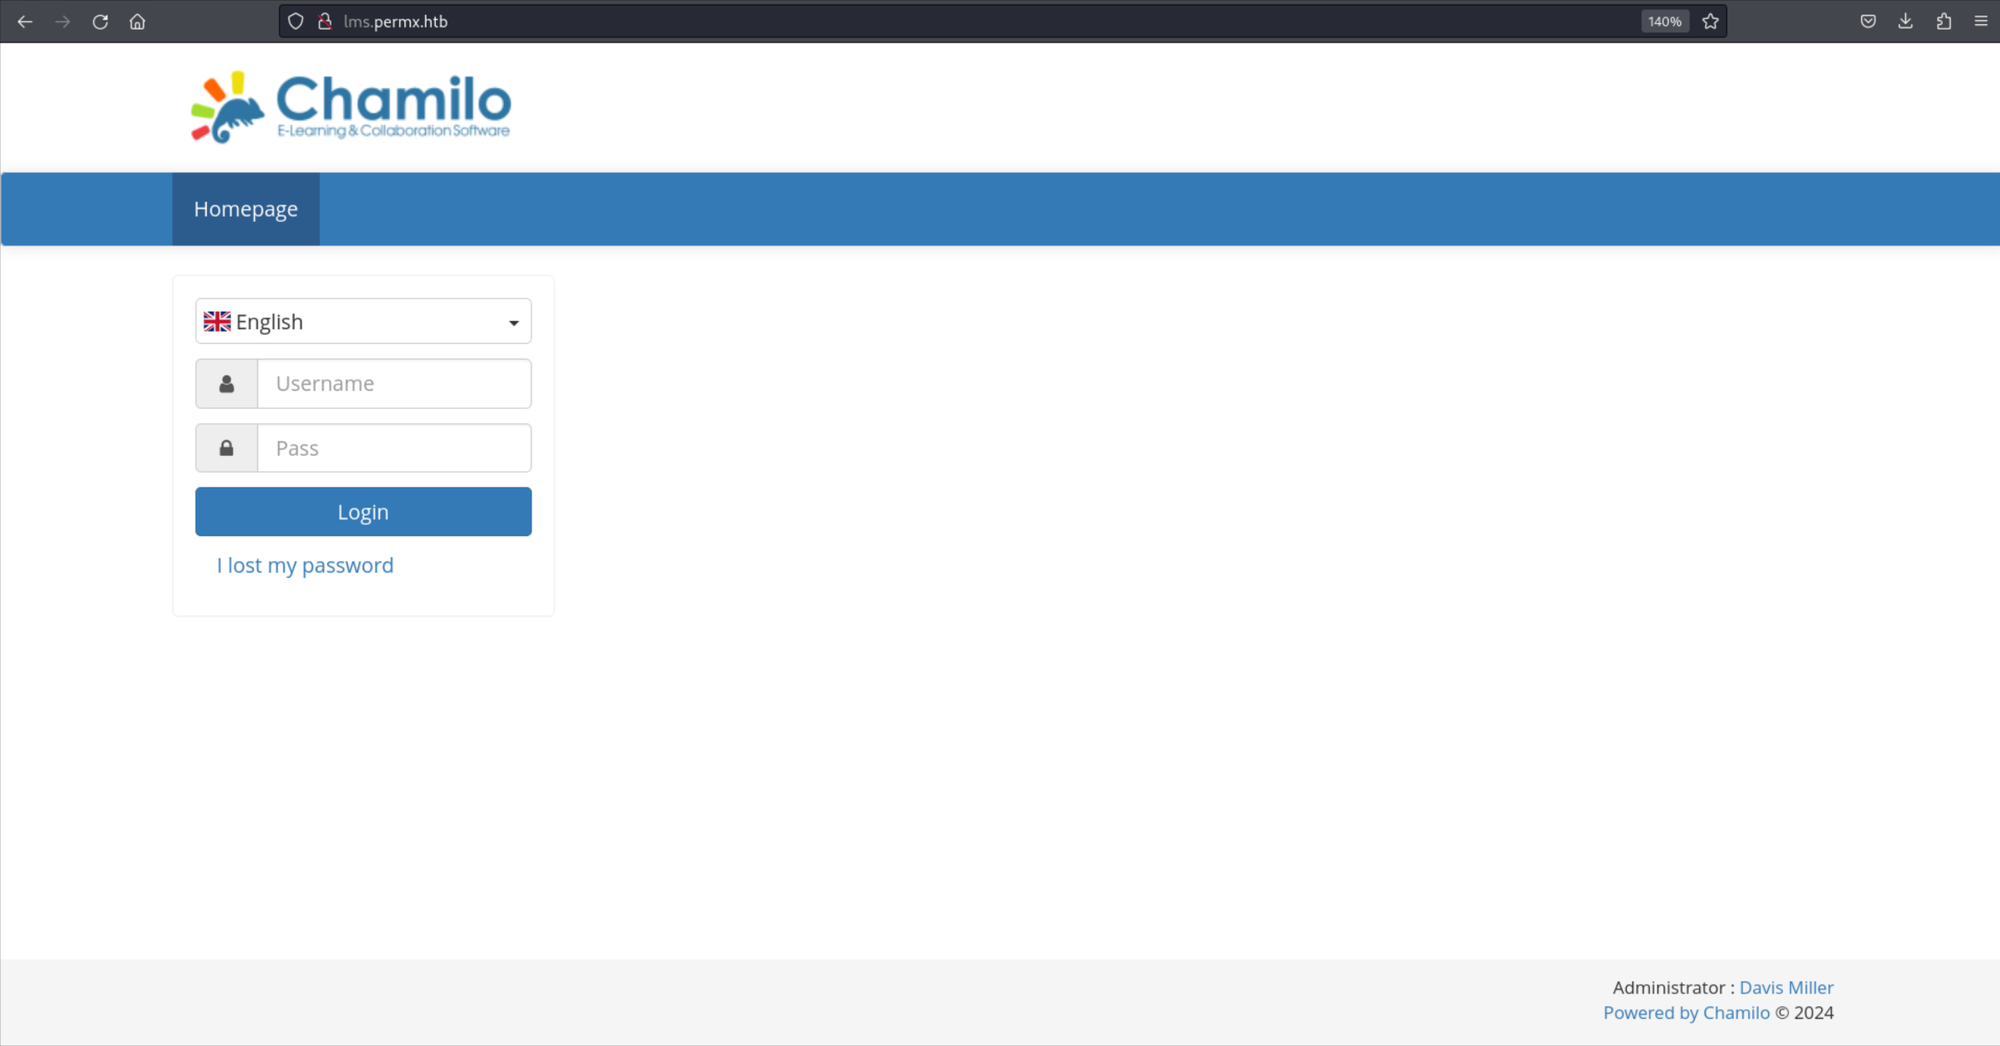 lms.permx.htb
140%
Chamilo
E-Learning & Collaboration Software
Homepage
English
Username
Pass
Login
I lost my password
Administrator : Davis Miller
Powered by Chamilo © 2024